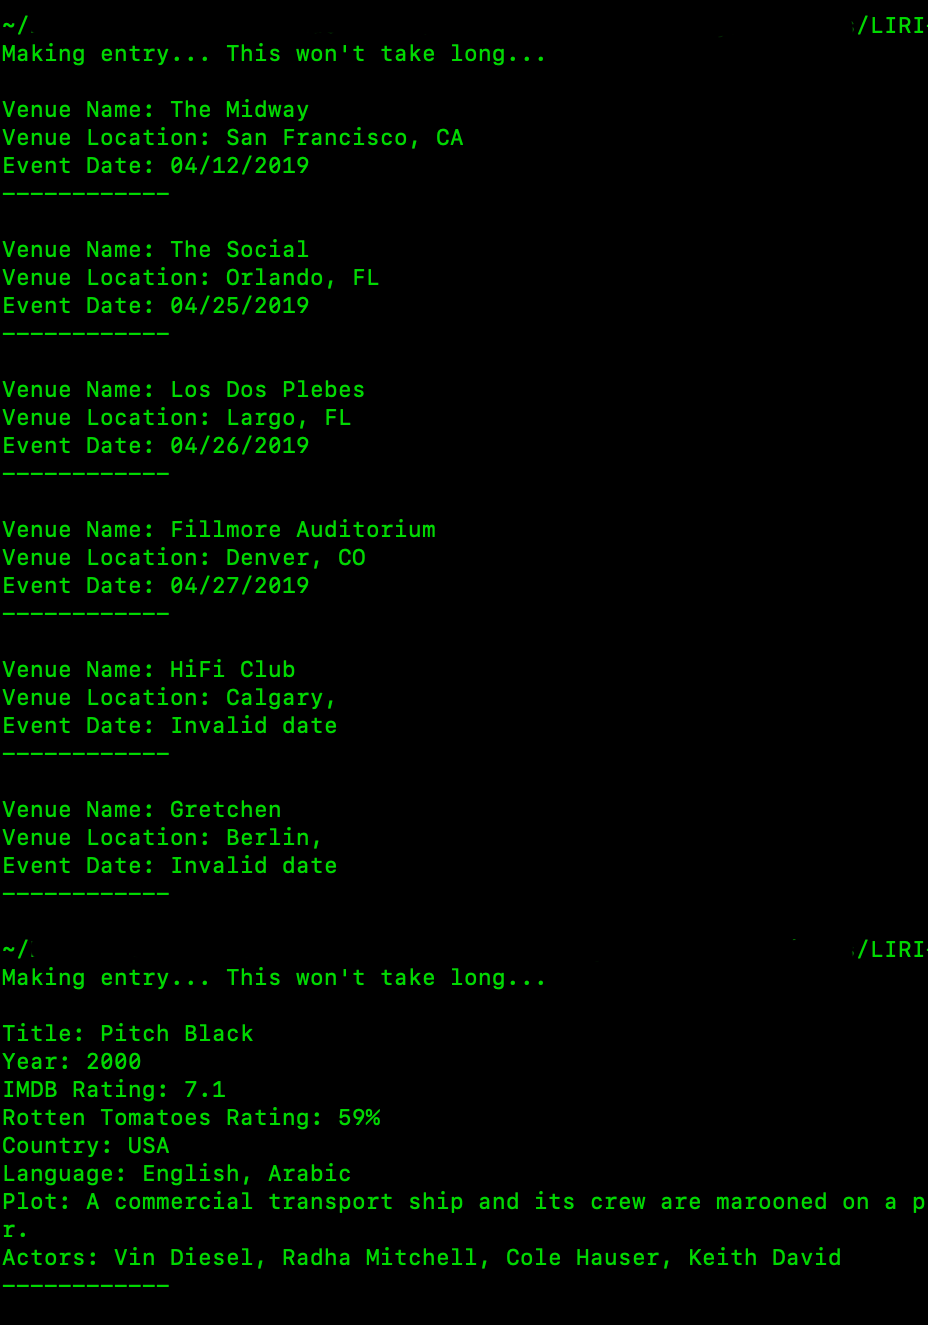 ~/ /LIRI-
Making entry... This won't take long...
Venue Name: The Midway
Venue Location: San Francisco, CA
Event Date: 04/12/2019
------------
Venue Name: The Social
Venue Location: Orlando, FL
Event Date: 04/25/2019
------------
Venue Name: Los Dos Plebes
Venue Location: Largo, FL
Event Date: 04/26/2019
------------
Venue Name: Fillmore Auditorium
Venue Location: Denver, CO
Event Date: 04/27/2019
------------
Venue Name: HiFi Club
Venue Location: Calgary,
Event Date: Invalid date
------------
Venue Name: Gretchen
Venue Location: Berlin,
Event Date: Invalid date
------------
~/ /LIRI-
Making entry... This won't take long...
Title: Pitch Black
Year: 2000
IMDB Rating: 7.1
Rotten Tomatoes Rating: 59%
Country: USA
Language: English, Arabic
Plot: A commercial transport ship and its crew are marooned on a p
r.
Actors: Vin Diesel, Radha Mitchell, Cole Hauser, Keith David
------------